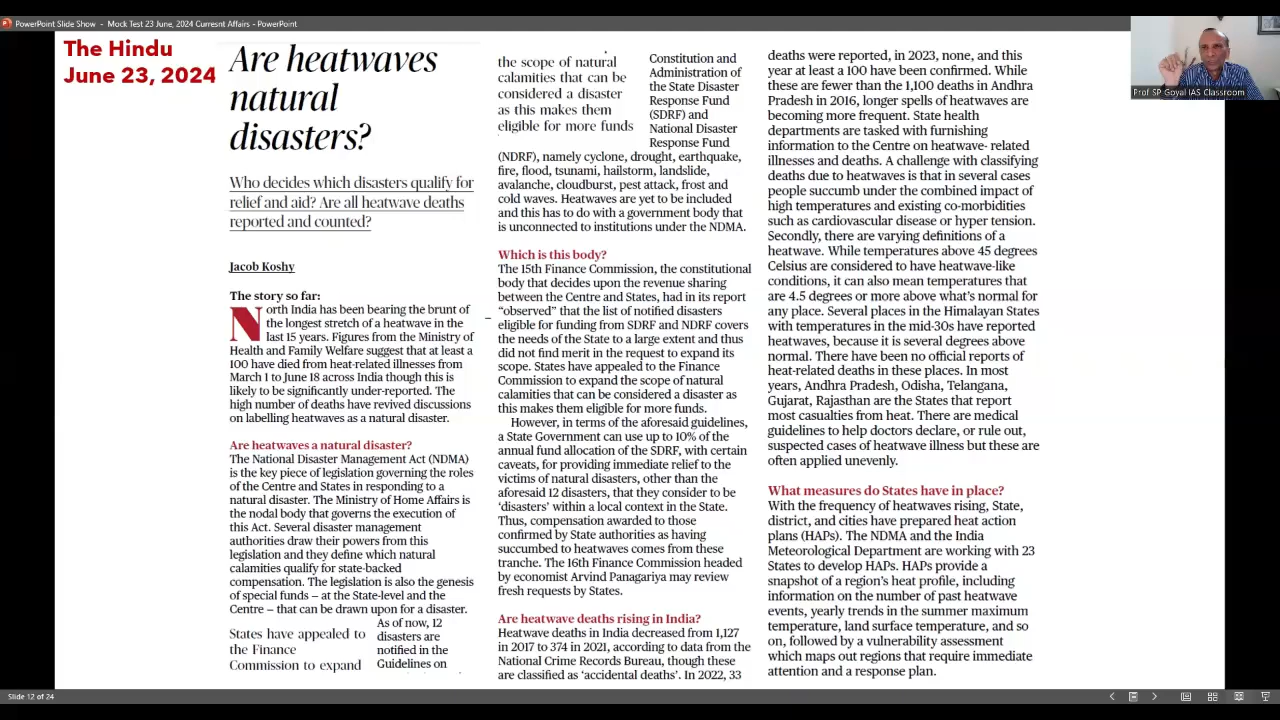 PowerPoint Slide Show - Mock Test 23 June, 2024 Curresnt Affairs - PowerPoint
The Hindu
June 23, 2024
Are heatwaves
natural
disasters?
Who decides which disasters qualify for
relief and aid? Are all heatwave deaths
reported and counted?
Jacob Koshy
The story so far:
North India has been bearing the brunt of
the longest stretch of a heatwave in the
last 15 years. Figures from the Ministry of
Health and Family Welfare suggest that at least a
100 have died from heat-related illnesses from
March 1 to June 18 across India though this is
likely to be significantly under-reported. The
high number of deaths have revived discussions
on labelling heatwaves as a natural disaster.
Are heatwaves a natural disaster?
The National Disaster Management Act (NDMA)
is the key piece of legislation governing the roles
of the Centre and States in responding to a
natural disaster. The Ministry of Home Affairs is
the nodal body that governs the execution of
this Act. Several disaster management
authorities draw their powers from this
legislation and they define which natural
calamities qualify for state-backed
compensation. The legislation is also the genesis
of special funds – at the State-level and the
Centre – that can be drawn upon for a disaster.
As of now, 12
disasters are
notified in the
Guidelines on
States have appealed to
the Finance
Commission to expand
the scope of natural
calamities that can be
considered a disaster
as this makes them
eligible for more funds
Constitution and
Administration of
the State Disaster
Response Fund
(SDRF) and
National Disaster
Response Fund
(NDRF), namely cyclone, drought, earthquake,
fire, flood, tsunami, hailstorm, landslide,
avalanche, cloudburst, pest attack, frost and
cold waves. Heatwaves are yet to be included
and this has to do with a government body that
is unconnected to institutions under the NDMA.
Which is this body?
The 15th Finance Commission, the constitutional
body that decides upon the revenue sharing
between the Centre and States, had in its report
“observed” that the list of notified disasters
eligible for funding from SDRF and NDRF covers
the needs of the State to a large extent and thus
did not find merit in the request to expand its
scope. States have appealed to the Finance
Commission to expand the scope of natural
calamities that can be considered a disaster as
this makes them eligible for more funds.
However, in terms of the aforesaid guidelines,
a State Government can use up to 10% of the
annual fund allocation of the SDRF, with certain
caveats, for providing immediate relief to the
victims of natural disasters, other than the
aforesaid 12 disasters, that they consider to be
‘disasters’ within a local context in the State.
Thus, compensation awarded to those
confirmed by State authorities as having
succumbed to heatwaves comes from these
tranche. The 16th Finance Commission headed
by economist Arvind Panagariya may review
fresh requests by States.
Are heatwave deaths rising in India?
Heatwave deaths in India decreased from 1,127
in 2017 to 374 in 2021, according to data from the
National Crime Records Bureau, though these
are classified as ‘accidental deaths’. In 2022, 33
deaths were reported, in 2023, none, and this
year at least a 100 have been confirmed. While
these are fewer than the 1,100 deaths in Andhra
Pradesh in 2016, longer spells of heatwaves are
becoming more frequent. State health
departments are tasked with furnishing
information to the Centre on heatwave- related
illnesses and deaths. A challenge with classifying
deaths due to heatwaves is that in several cases
people succumb under the combined impact of
high temperatures and existing co-morbidities
such as cardiovascular disease or hyper tension.
Secondly, there are varying definitions of a
heatwave. While temperatures above 45 degrees
Celsius are considered to have heatwave-like
conditions, it can also mean temperatures that
are 4.5 degrees or more above what’s normal for
any place. Several places in the Himalayan States
with temperatures in the mid-30s have reported
heatwaves, because it is several degrees above
normal. There have been no official reports of
heat-related deaths in these places. In most
years, Andhra Pradesh, Odisha, Telangana,
Gujarat, Rajasthan are the States that report
most casualties from heat. There are medical
guidelines to help doctors declare, or rule out,
suspected cases of heatwave illness but these are
often applied unevenly.
What measures do States have in place?
With the frequency of heatwaves rising, State,
district, and cities have prepared heat action
plans (HAPs). The NDMA and the India
Meteorological Department are working with 23
States to develop HAPs. HAPs provide a
snapshot of a region’s heat profile, including
information on the number of past heatwave
events, yearly trends in the summer maximum
temperature, land surface temperature, and so
on, followed by a vulnerability assessment
which maps out regions that require immediate
attention and a response plan.
Prof SP Goyal IAS Classroom
Slide 12 of 24